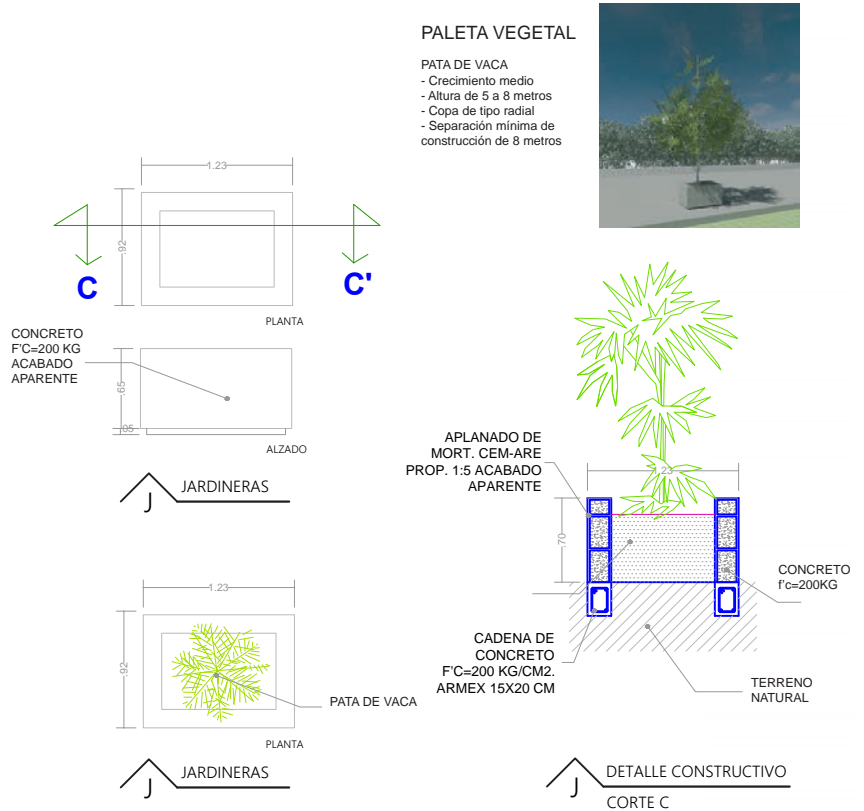 PALETA VEGETAL
PATA DE VACA
- Crecimiento medio
- Altura de 5 a 8 metros
- Copa de tipo radial
- Separación mínima de
construcción de 8 metros
1.23
.92
C
C'
PLANTA
CONCRETO
F'C=200 KG
ACABADO
APARENTE
.65
.05
ALZADO
J
JARDINERAS
1.23
.92
PATA DE VACA
PLANTA
J
JARDINERAS
APLANADO DE
MORT. CEM-ARE
PROP. 1:5 ACABADO
APARENTE
1.23
.70
CONCRETO
f'c=200KG
CADENA DE
CONCRETO
F'C=200 KG/CM2.
ARMEX 15X20 CM
TERRENO
NATURAL
J
DETALLE CONSTRUCTIVO
CORTE C